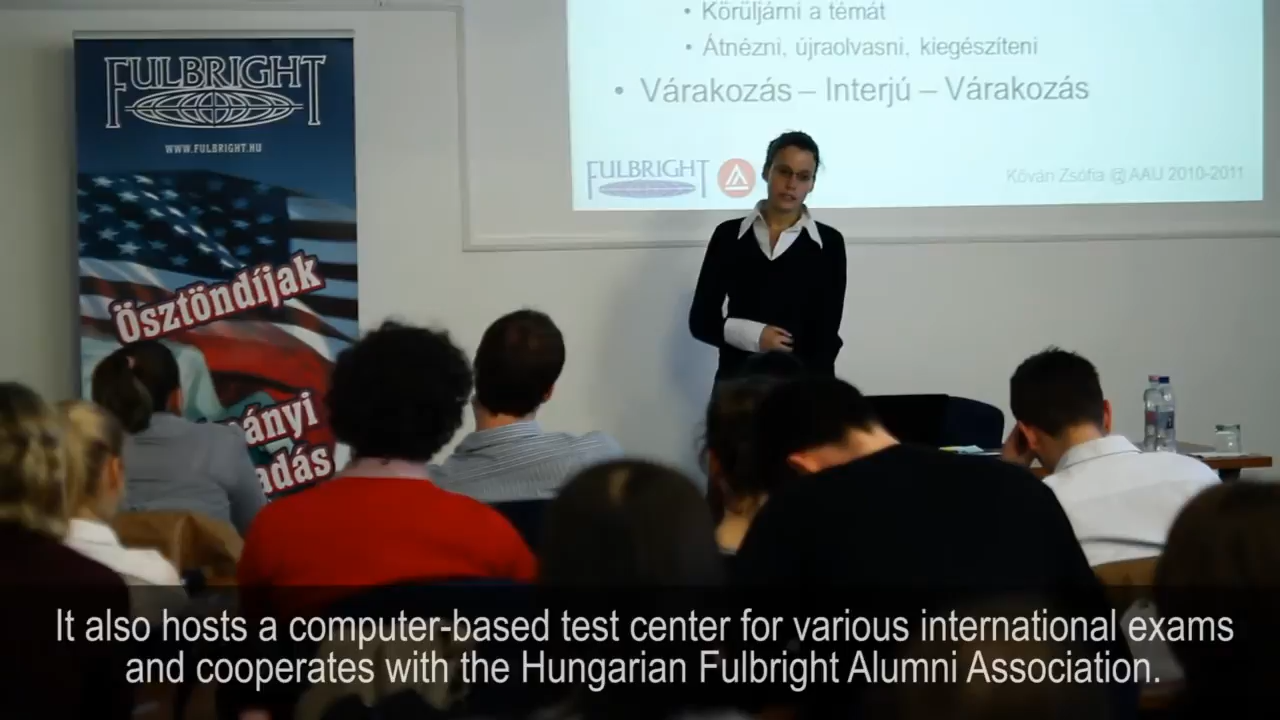 FULBRIGHT
WWW.FULBRIGHT.HU
Ösztöndíjak
ányi
adás
• Körüljárni a témát
• Átnézni, újraolvasni, kiegészíteni
• Várakozás – Interjú – Várakozás
FULBRIGHT
Kőván Zsófia @ AAU 2010-2011
It also hosts a computer-based test center for various international exams
and cooperates with the Hungarian Fulbright Alumni Association.